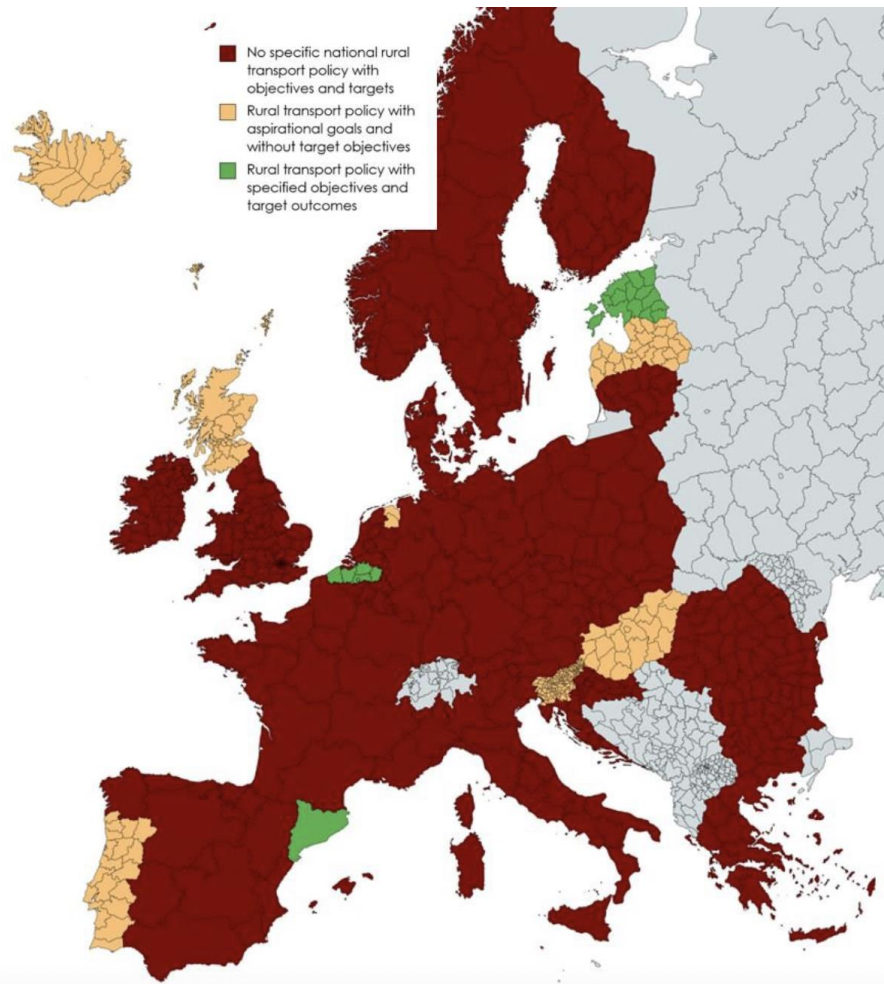 No specific national rural
transport policy with
objectives and targets
Rural transport policy with
aspirational goals and
without target objectives
Rural transport policy with
specified objectives and
target outcomes